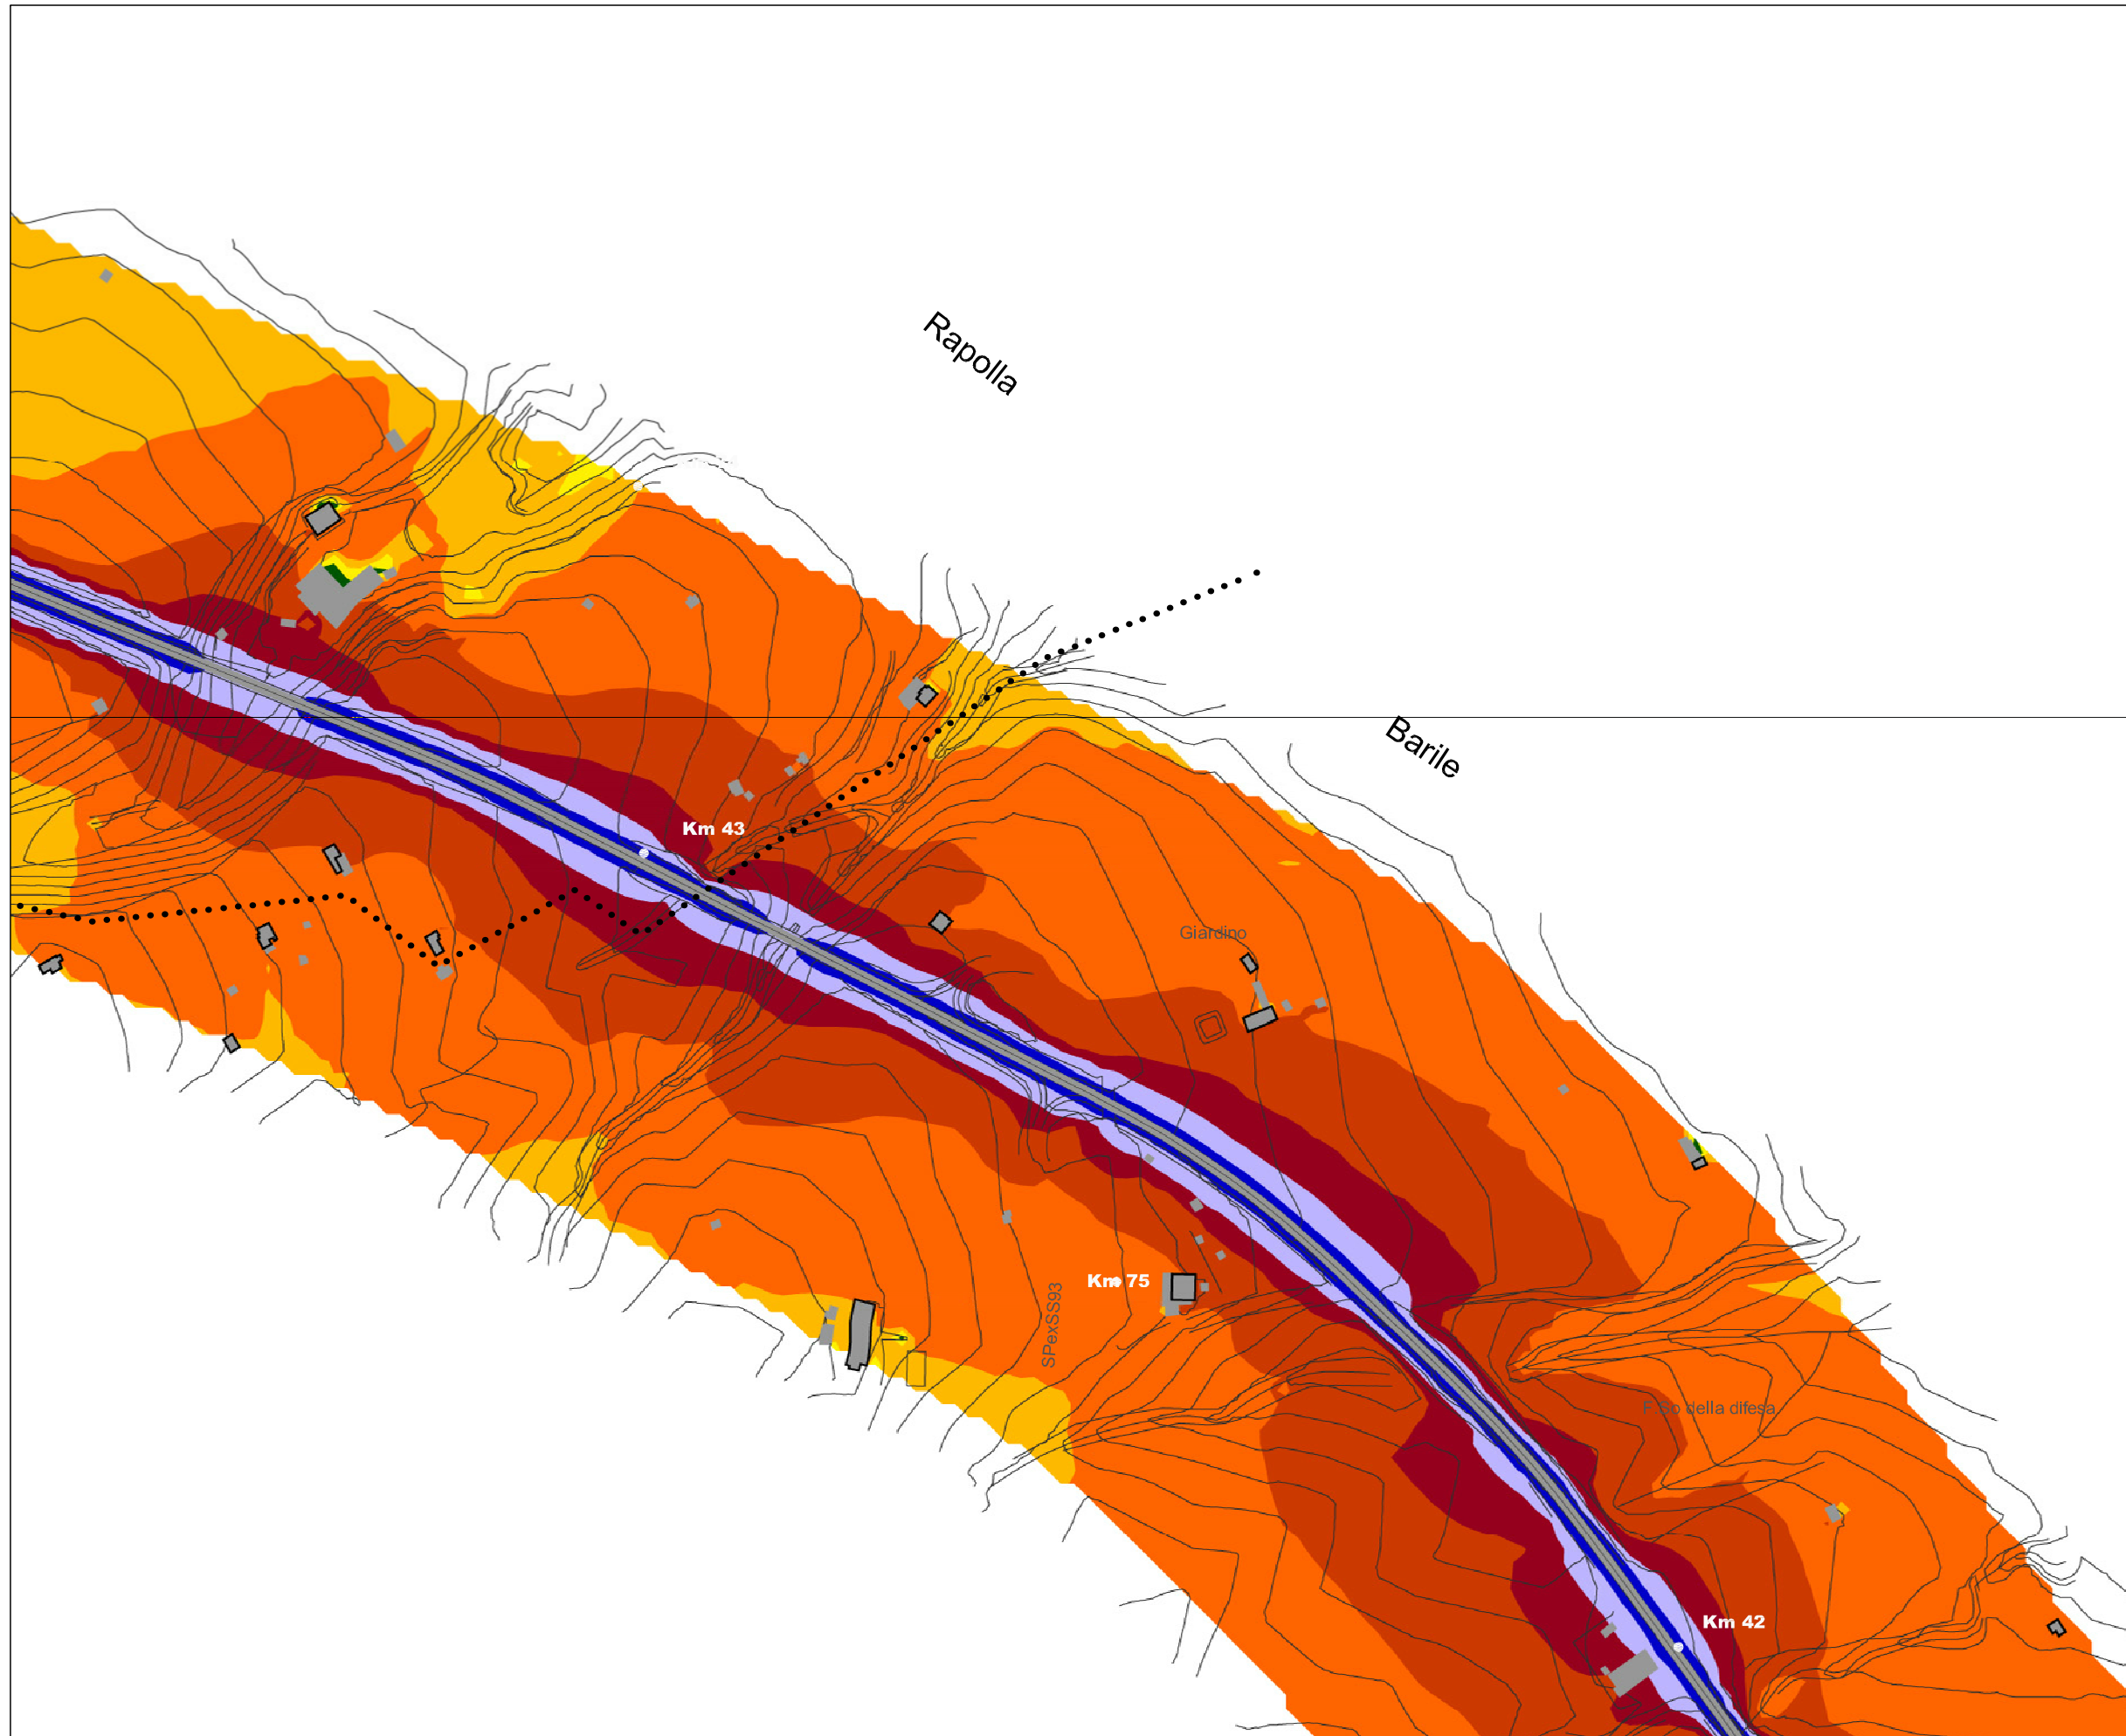 Rapolla
Barile
Km 43
Giardino
Km 75
SPexSS93
F.So della difesa
Km 42